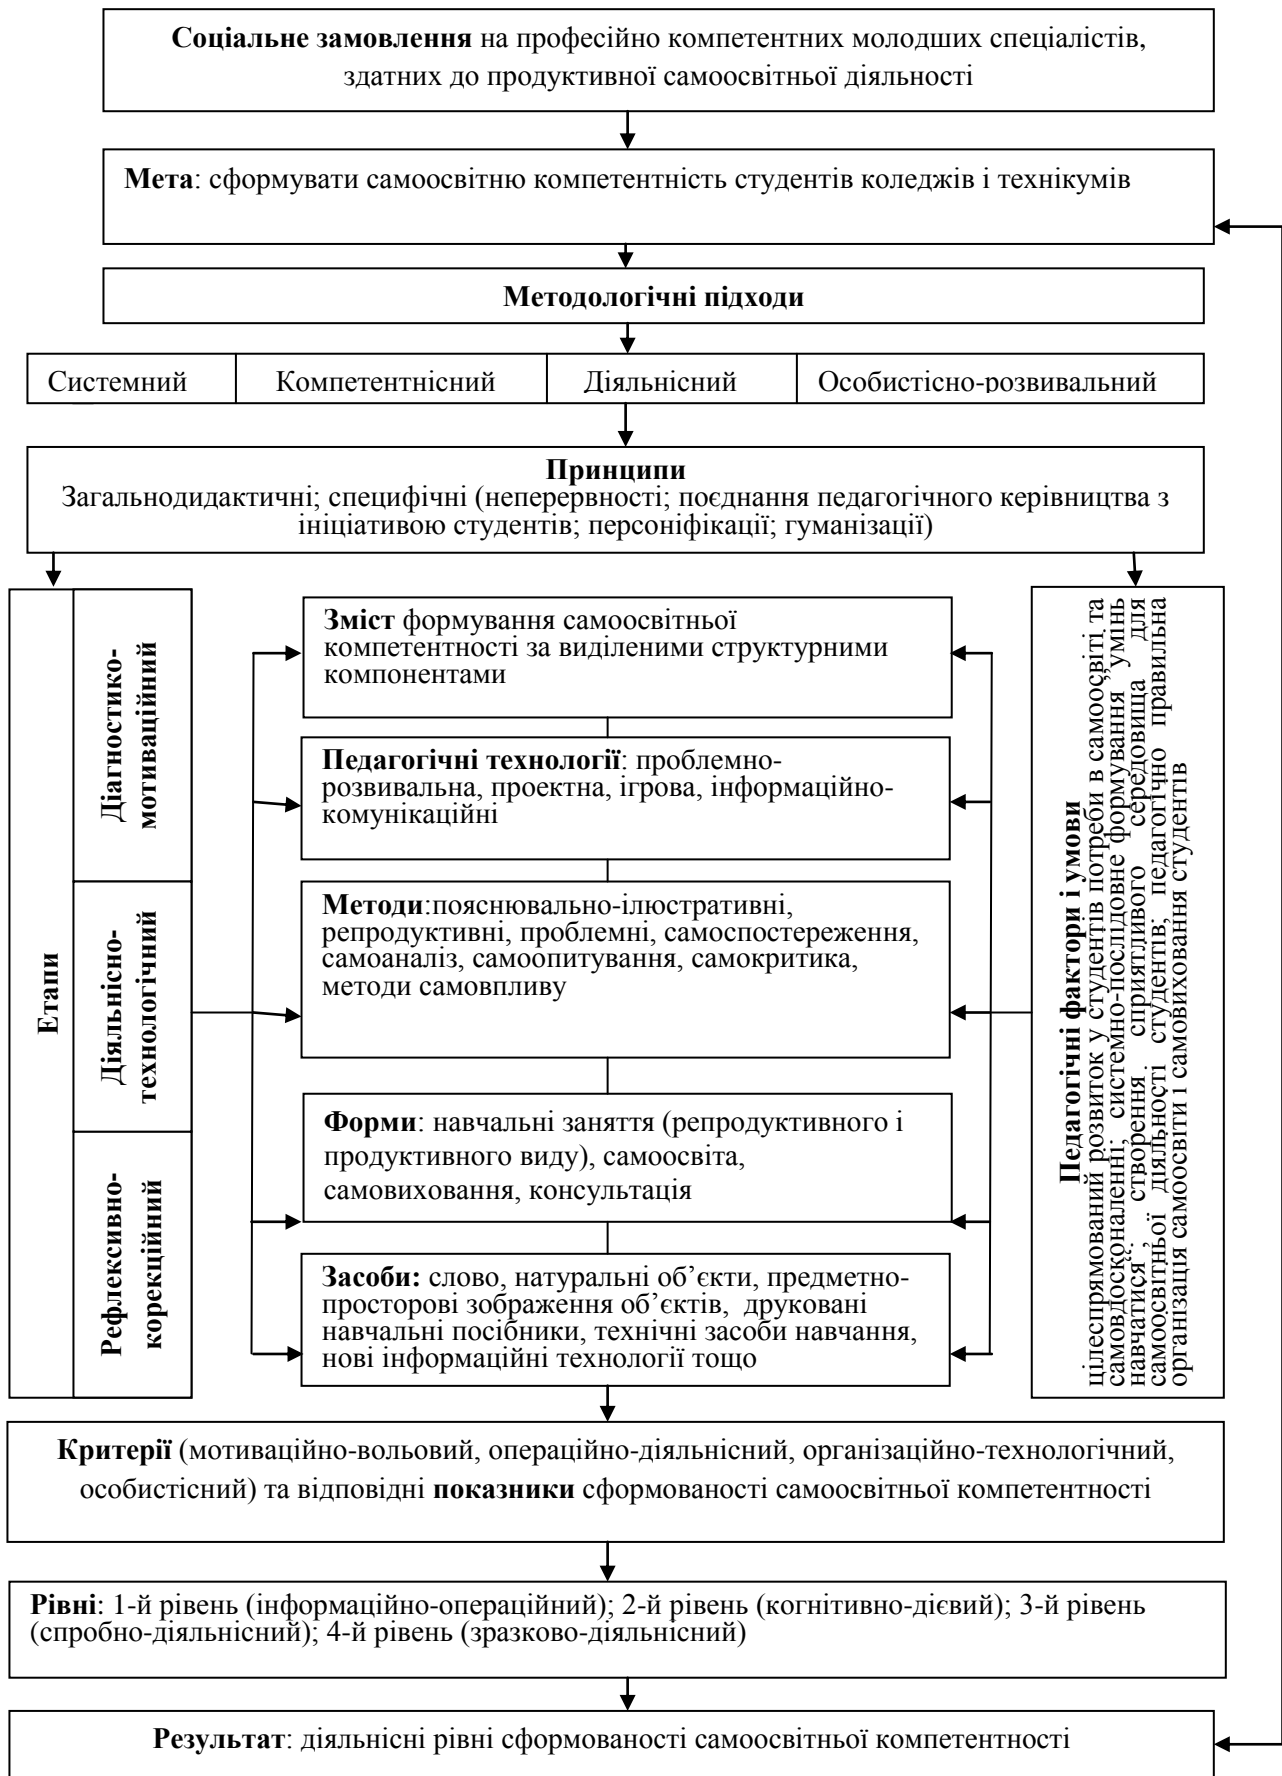 Соціальне замовлення на професійно компетентних молодших спеціалістів,
здатних до продуктивної самоосвітньої діяльності
Мета: сформувати самоосвітню компетентність студентів коледжів і технікумів
Методологічні підходи
Системний
Компетентнісний
Діяльнісний
Особистісно-розвивальний
Принципи
Загальнодидактичні; специфічні (неперервності; поєднання педагогічного керівництва з
ініціативою студентів; персоніфікації; гуманізації)
Етапи
Діагностико-
мотиваційний
Діяльнісно-
технологічний
Рефлексивно-
корекційний
Зміст формування самоосвітньої
компетентності за виділеними структурними
компонентами
Педагогічні технології: проблемно-
розвивальна, проектна, ігрова, інформаційно-
комунікаційні
Методи:пояснювально-ілюстративні,
репродуктивні, проблемні, самоспостереження,
самоаналіз, самоопитування, самокритика,
методи самовпливу
Форми: навчальні заняття (репродуктивного і
продуктивного виду), самоосвіта,
самовиховання, консультація
Засоби: слово, натуральні об’єкти, предметно-
просторові зображення об’єктів, друковані
навчальні посібники, технічні засоби навчання,
нові інформаційні технології тощо
Педагогічні фактори і умови
цілеспрямований розвиток у студентів потреби в самоосвіті та
самовдосконаленні; системно-послідовне формування „умінь
навчатися“; створення сприятливого середовища для
самоосвітньої діяльності студентів; педагогічно правильна
організація самоосвіти і самовиховання студентів
Критерії (мотиваційно-вольовий, операційно-діяльнісний, організаційно-технологічний,
особистісний) та відповідні показники сформованості самоосвітньої компетентності
Рівні: 1-й рівень (інформаційно-операційний); 2-й рівень (когнітивно-дієвий); 3-й рівень
(спробно-діяльнісний); 4-й рівень (зразково-діяльнісний)
Результат: діяльнісні рівні сформованості самоосвітньої компетентності